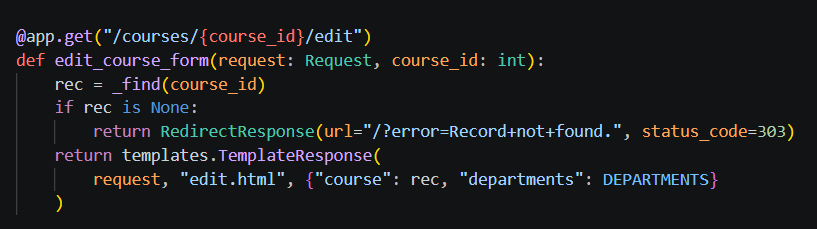 @app.get("/courses/{course_id}/edit")
def edit_course_form(request: Request, course_id: int):
    rec = _find(course_id)
    if rec is None:
        return RedirectResponse(url="/?error=Record+not+found.", status_code=303)
    return templates.TemplateResponse(
        request, "edit.html", {"course": rec, "departments": DEPARTMENTS}
    )